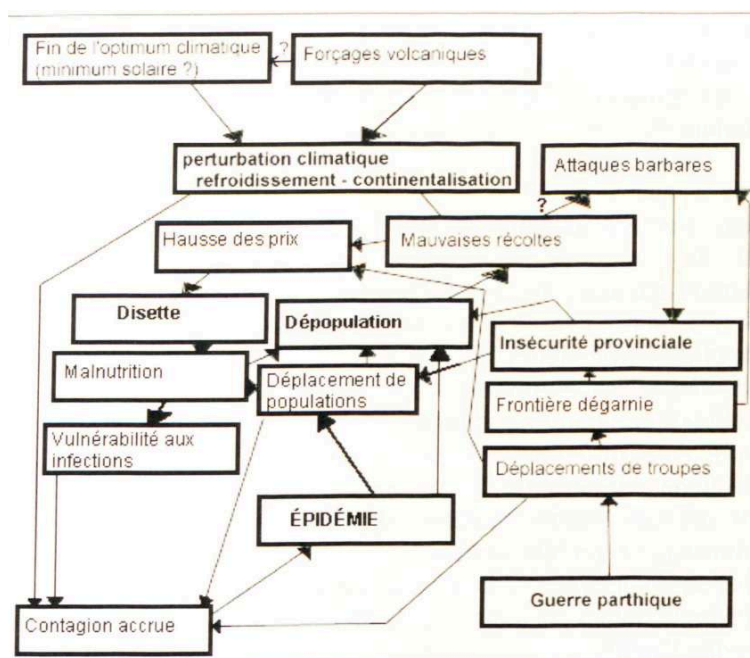 Fin de l'optimum climatique
(minimum solaire ?)
?
Forçages volcaniques
perturbation climatique
refroidissement - continentalisation
Attaques barbares
?
Hausse des prix
Mauvaises récoltes
Disette
Dépopulation
Insécurité provinciale
Malnutrition
Déplacement de
populations
Frontière dégarnie
Vulnérabilité aux
infections
Déplacements de troupes
ÉPIDÉMIE
Guerre parthique
Contagion accrue